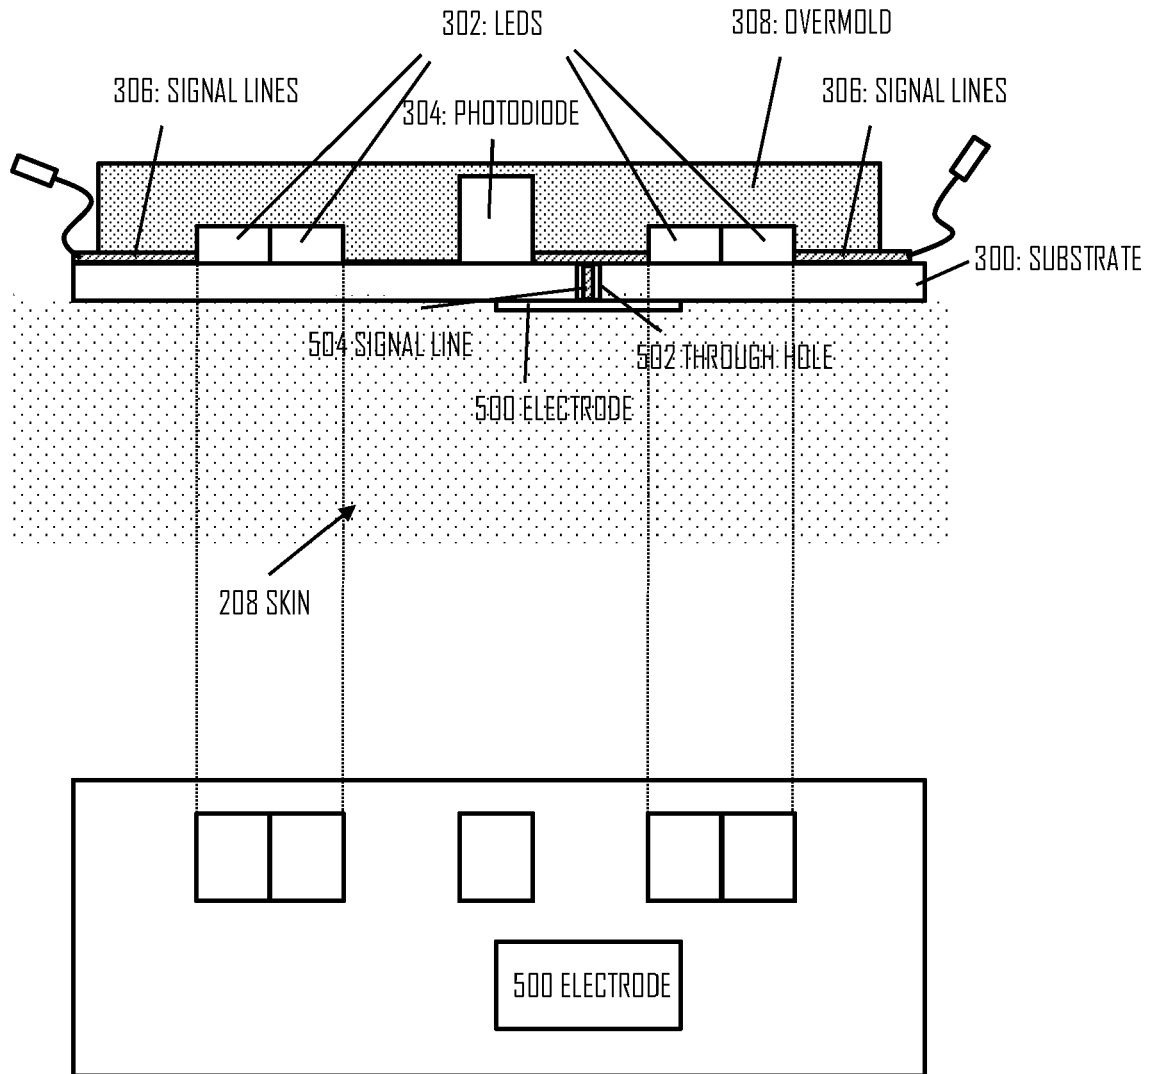 302: LEDS
308: OVERMOLD
306: SIGNAL LINES
304: PHOTODIODE
306: SIGNAL LINES
300: SUBSTRATE
504 SIGNAL LINE
502 THROUGH HOLE
500 ELECTRODE
208 SKIN
500 ELECTRODE